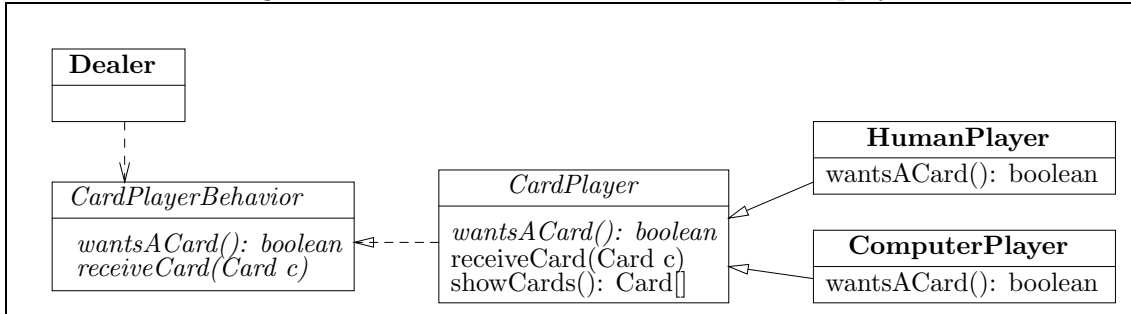 Dealer
CardPlayerBehavior
wantsACard(): boolean
receiveCard(Card c)
CardPlayer
wantsACard(): boolean
receiveCard(Card c)
showCards(): Card[]
HumanPlayer
wantsACard(): boolean
ComputerPlayer
wantsACard(): boolean